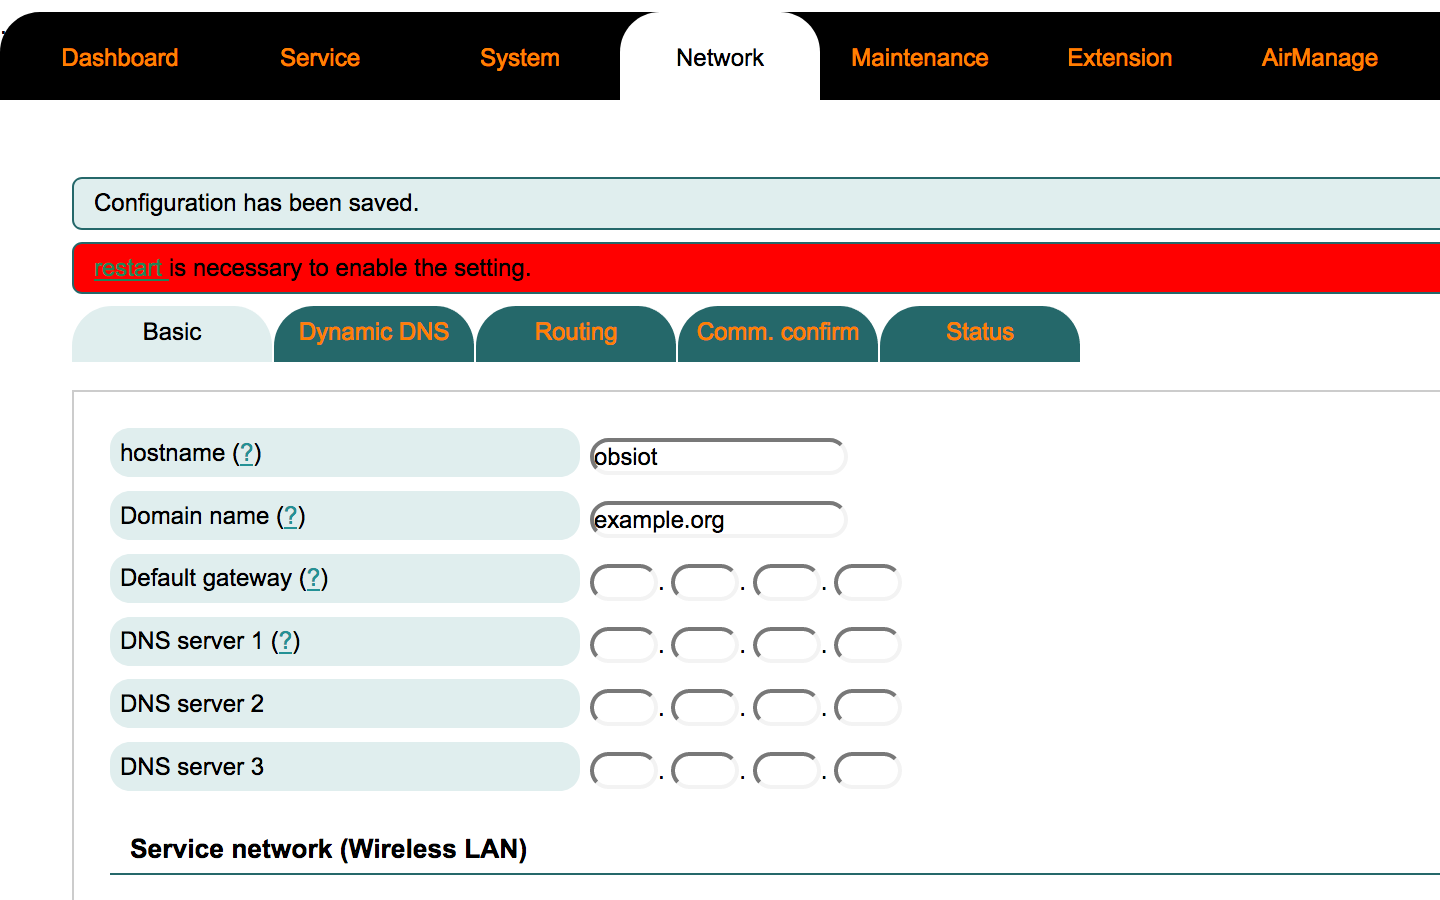 Dashboard Service System Network Maintenance Extension AirManage
Configuration has been saved.
restart is necessary to enable the setting.
Basic Dynamic DNS Routing Comm. confirm Status
hostname (?) obsiot
Domain name (?) example.org
Default gateway (?) . . .
DNS server 1 (?) . . .
DNS server 2 . . .
DNS server 3 . . .
Service network (Wireless LAN)